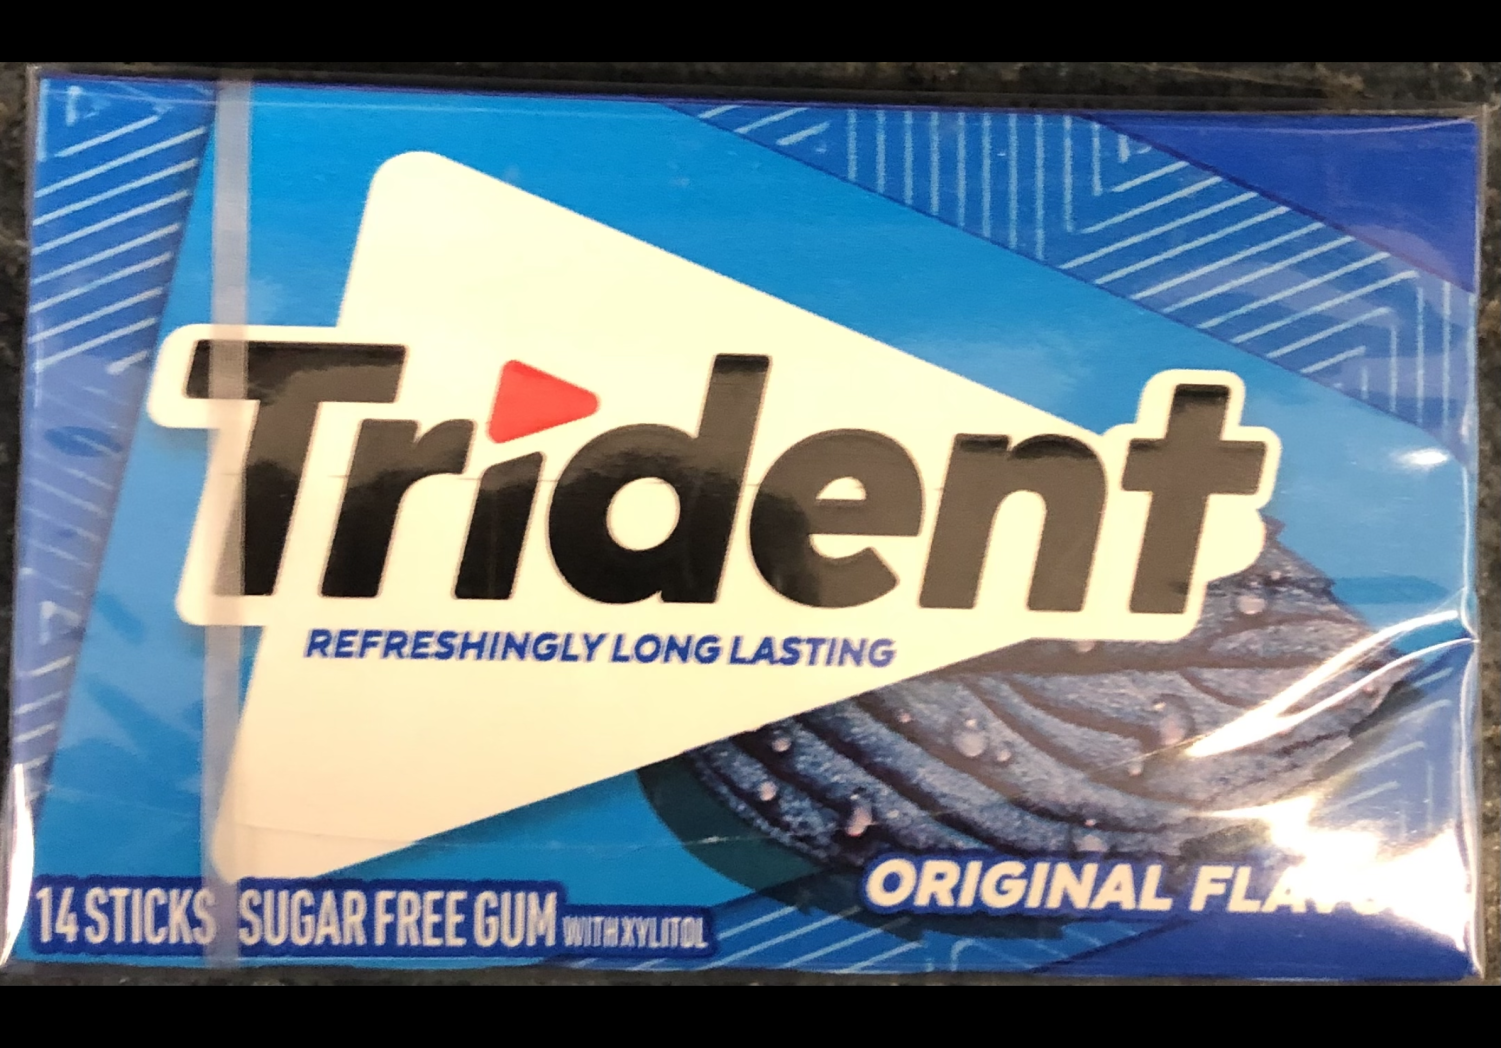 Trident
REFRESHINGLY LONG LASTING
ORIGINAL
14 STICKS SUGAR FREE GUM WITH XYLITOL